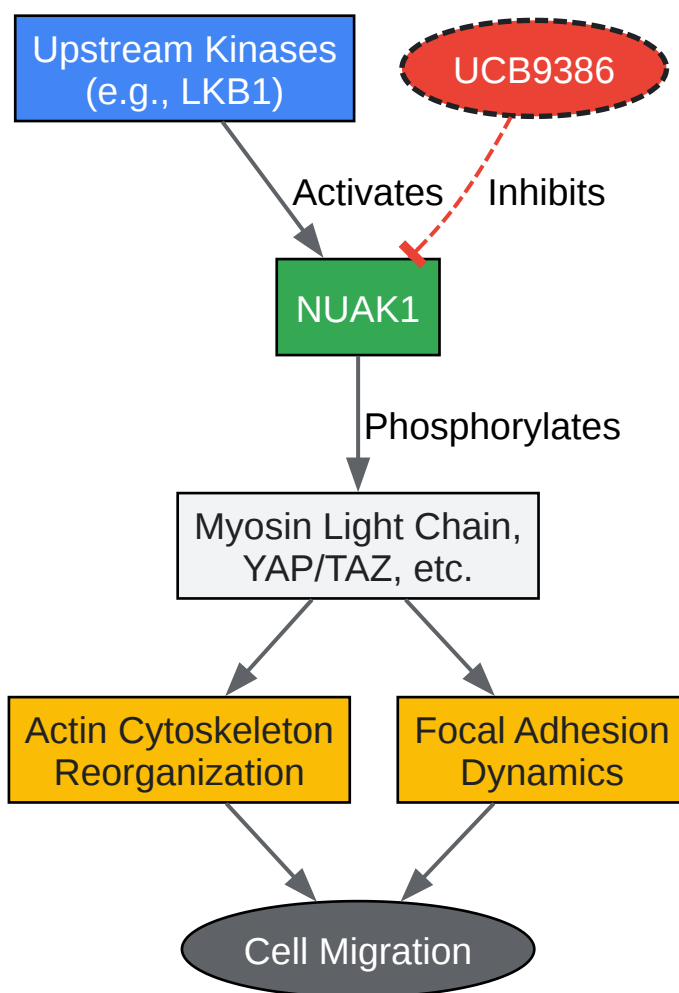 Upstream Kinases
(e.g., LKB1)
UCB9386
Activates
Inhibits
NUAK1
Phosphorylates
Myosin Light Chain,
YAP/TAZ, etc.
Actin Cytoskeleton
Reorganization
Focal Adhesion
Dynamics
Cell Migration